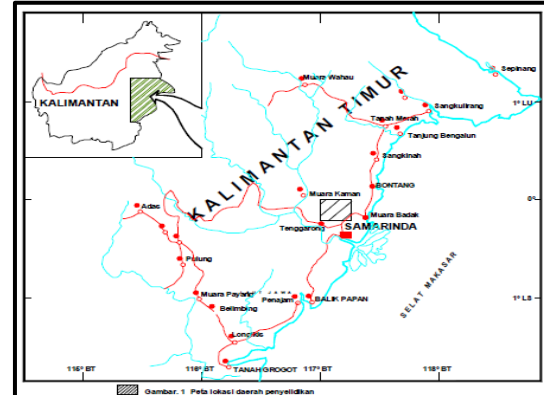 KALIMANTAN
KALIMANTAN TIMUR
Muara Wahau
Sepinang
Sangkulirang
1° LU
Tanah Merah
Tanjung Bengalun
Sangkinah
BONTANG
Muara Kaman
0°
Adas
Muara Badak
Tenggarong
SAMARINDA
Pulung
SELAT MAKASAR
Muara Payang
Penajam
BALIK PAPAN
1° LS
Belimbing
TANAH GROGOT
115° BT
116° BT
117° BT
118° BT
Gambar. 1 Peta lokasi daerah penyelidikan